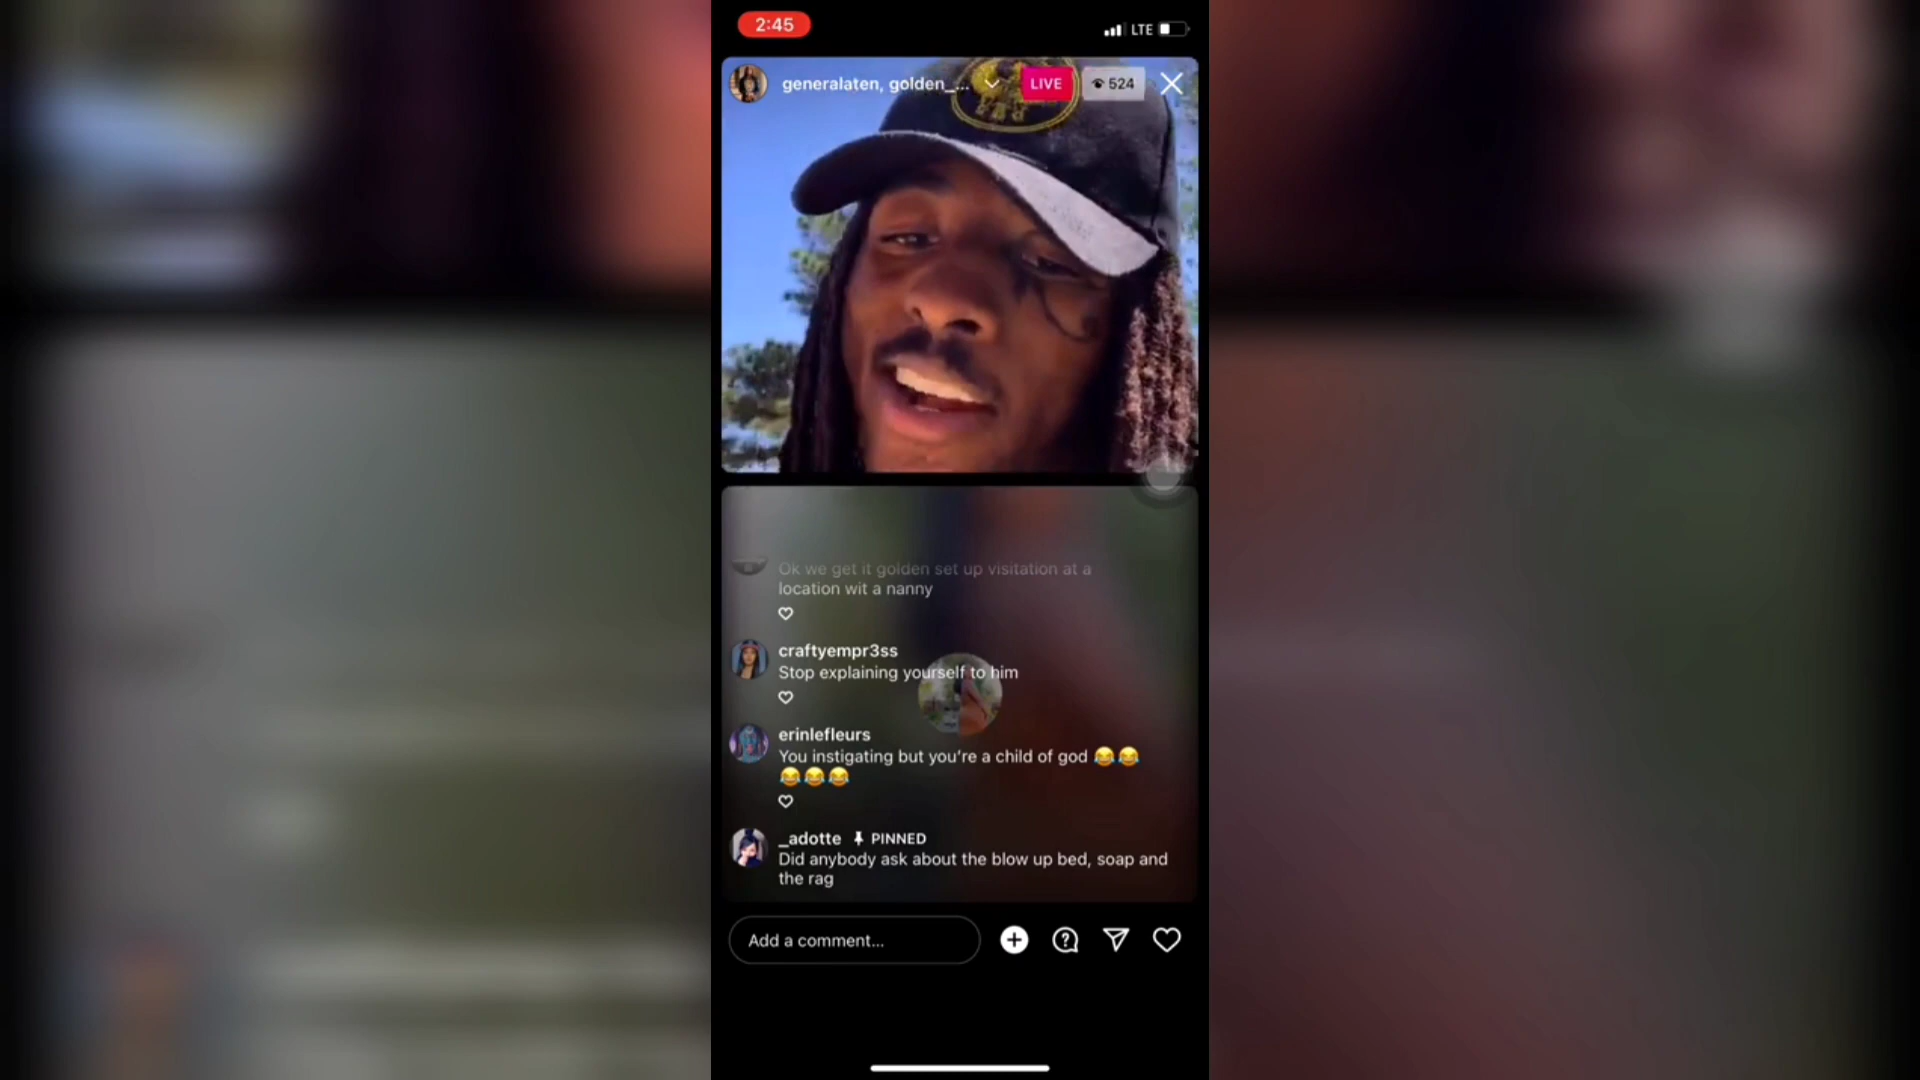 2:45
LTE
generalaten, golden_...
LIVE
524
Ok we get it golden set up visitation at a
location wit a nanny
craftyempr3ss
Stop explaining yourself to him
erinlefleurs
You instigating but you’re a child of god 😂😂
😂😂😂
_adotte PINNED
Did anybody ask about the blow up bed, soap and
the rag
Add a comment...